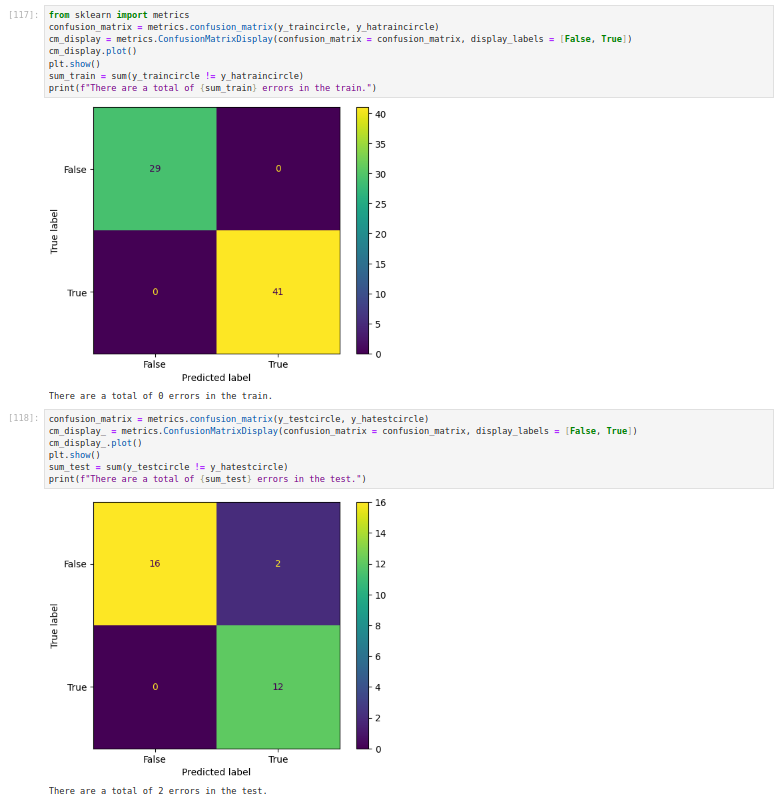 [117]: from sklearn import metrics
confusion_matrix = metrics.confusion_matrix(y_traincircle, y_hatraincircle)
cm_display = metrics.ConfusionMatrixDisplay(confusion_matrix = confusion_matrix, display_labels = [False, True])
cm_display.plot()
plt.show()
sum_train = sum(y_traincircle != y_hatraincircle)
print(f"There are a total of {sum_train} errors in the train.")
40
35
30
25
20
15
10
5
0
True label
False
29
0
True
0
41
False
True
Predicted label
There are a total of 0 errors in the train.
[118]: confusion_matrix = metrics.confusion_matrix(y_testcircle, y_hatestcircle)
cm_display_ = metrics.ConfusionMatrixDisplay(confusion_matrix = confusion_matrix, display_labels = [False, True])
cm_display_.plot()
plt.show()
sum_test = sum(y_testcircle != y_hatestcircle)
print(f"There are a total of {sum_test} errors in the test.")
16
14
12
10
8
6
4
2
0
True label
False
16
2
True
0
12
False
True
Predicted label
There are a total of 2 errors in the test.